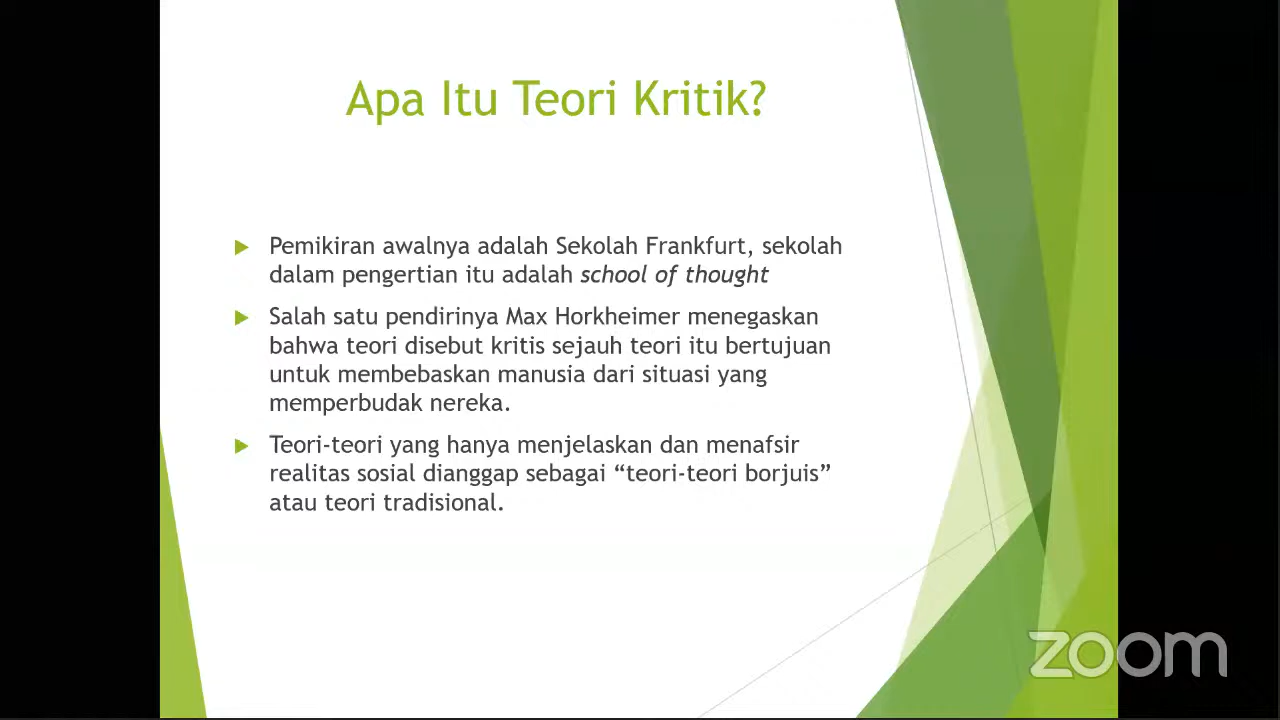 Apa Itu Teori Kritik?
Pemikiran awalnya adalah Sekolah Frankfurt, sekolah
dalam pengertian itu adalah school of thought
Salah satu pendirinya Max Horkheimer menegaskan
bahwa teori disebut kritis sejauh teori itu bertujuan
untuk membebaskan manusia dari situasi yang
memperbudak nereka.
Teori-teori yang hanya menjelaskan dan menafsir
realitas sosial dianggap sebagai “teori-teori borjuis”
atau teori tradisional.
zoom